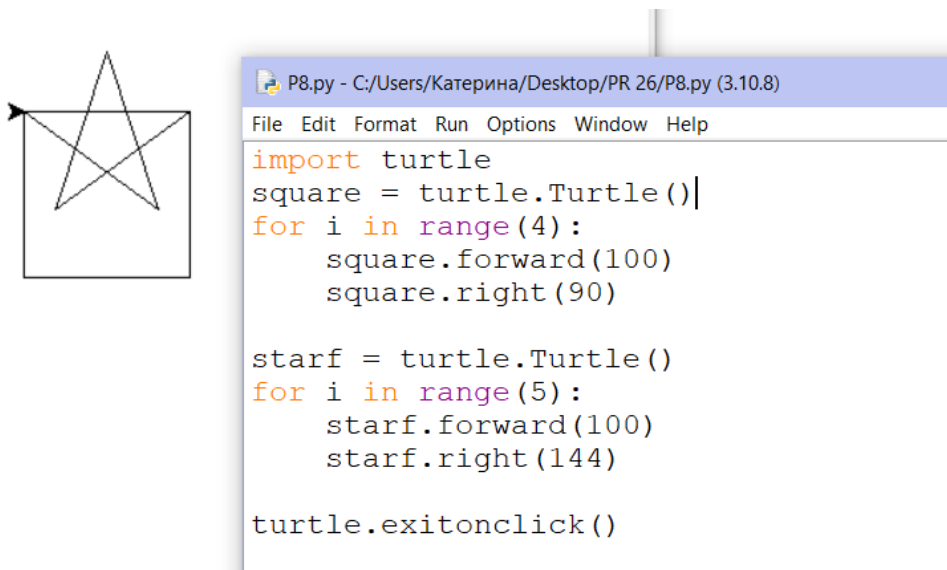 P8.py - C:/Users/Катерина/Desktop/PR 26/P8.py (3.10.8)
File Edit Format Run Options Window Help
import turtle
square = turtle.Turtle()
for i in range(4):
    square.forward(100)
    square.right(90)

starf = turtle.Turtle()
for i in range(5):
    starf.forward(100)
    starf.right(144)

turtle.exitonclick()